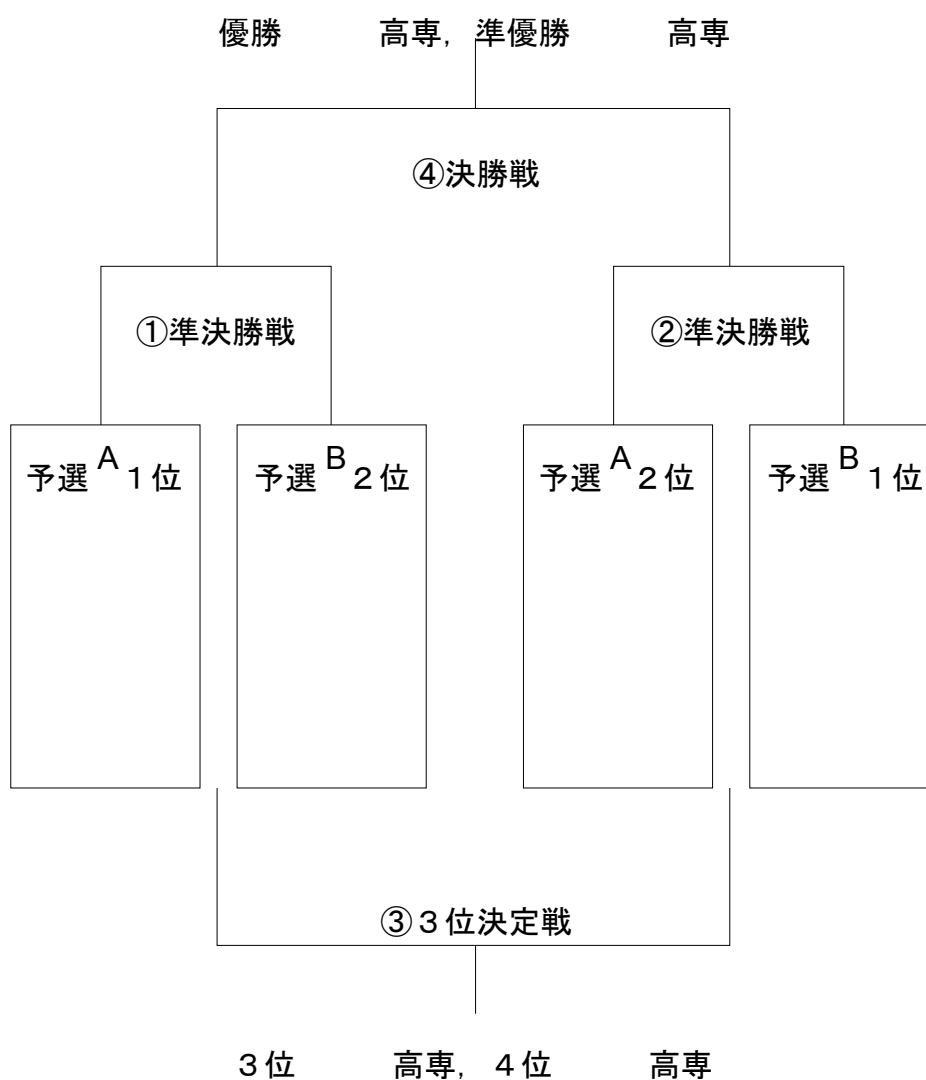 優勝　　　高専，準優勝　　　高専
④決勝戦
①準決勝戦　②準決勝戦
予選A1位　予選B2位　予選A2位　予選B1位
③３位決定戦
３位　　　高専，４位　　　高専